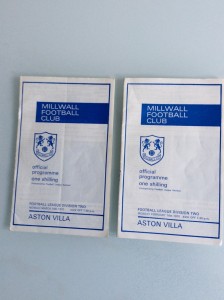 MILLWALL
FOOTBALL
CLUB
official
programme
one shilling
FOOTBALL LEAGUE DIVISION TWO
ASTON VILLA
MILLWALL
FOOTBALL
CLUB
official
programme
one shilling
FOOTBALL LEAGUE DIVISION TWO
ASTON VILLA